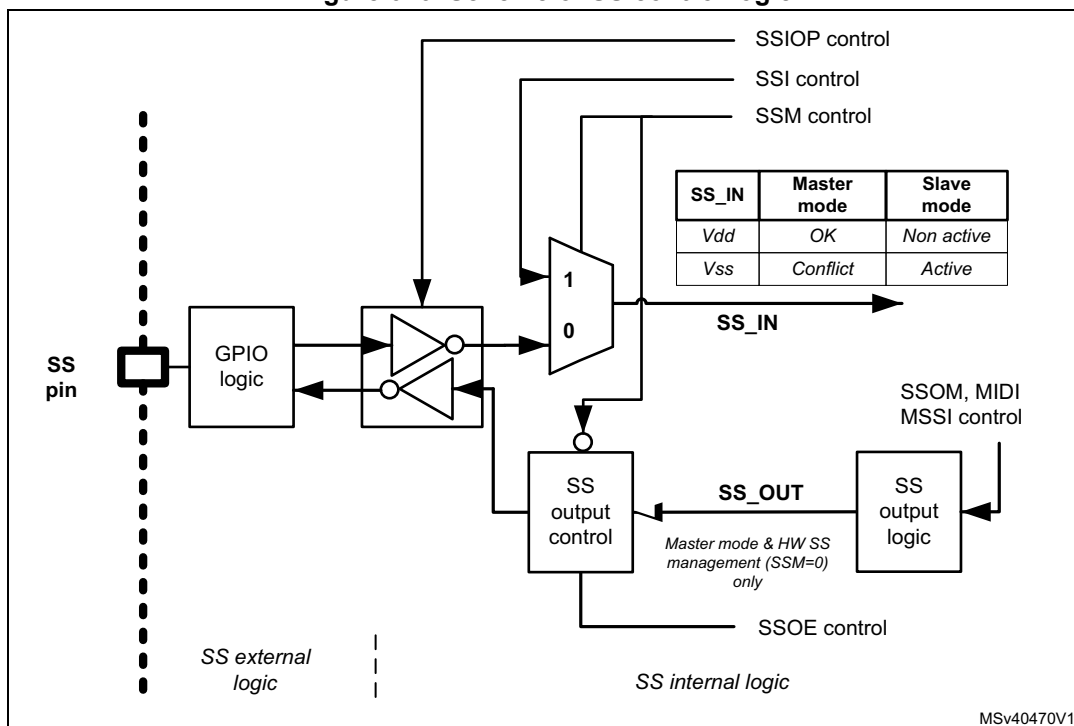 SSIOP control
SSI control
SSM control
SS_IN Master mode Slave mode
Vdd OK Non active
Vss Conflict Active
1
0
SS_IN
SS
pin
GPIO
logic
SSOM, MIDI
MSSI control
SS
output
control
SS_OUT
SS
output
logic
Master mode & HW SS
management (SSM=0)
only
SSOE control
SS external
logic
SS internal logic
MSv40470V1